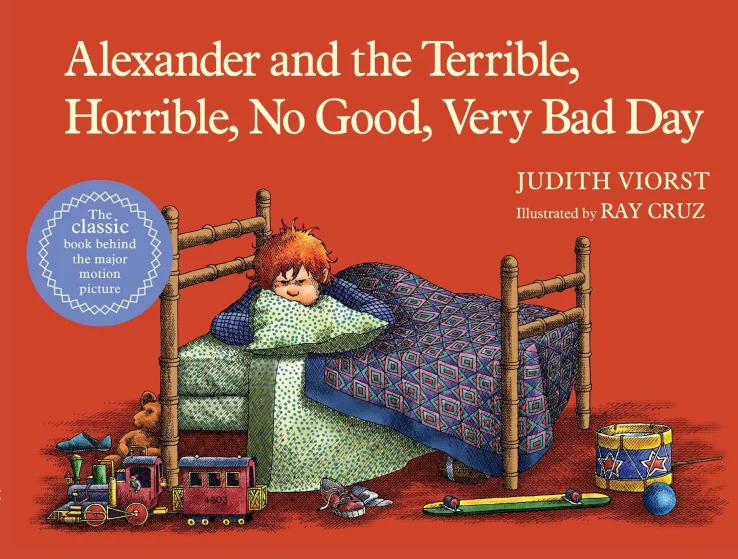 Alexander and the Terrible,
Horrible, No Good, Very Bad Day
JUDITH VIORST
Illustrated by RAY CRUZ
The
classic
book behind
the major
motion
picture
4603